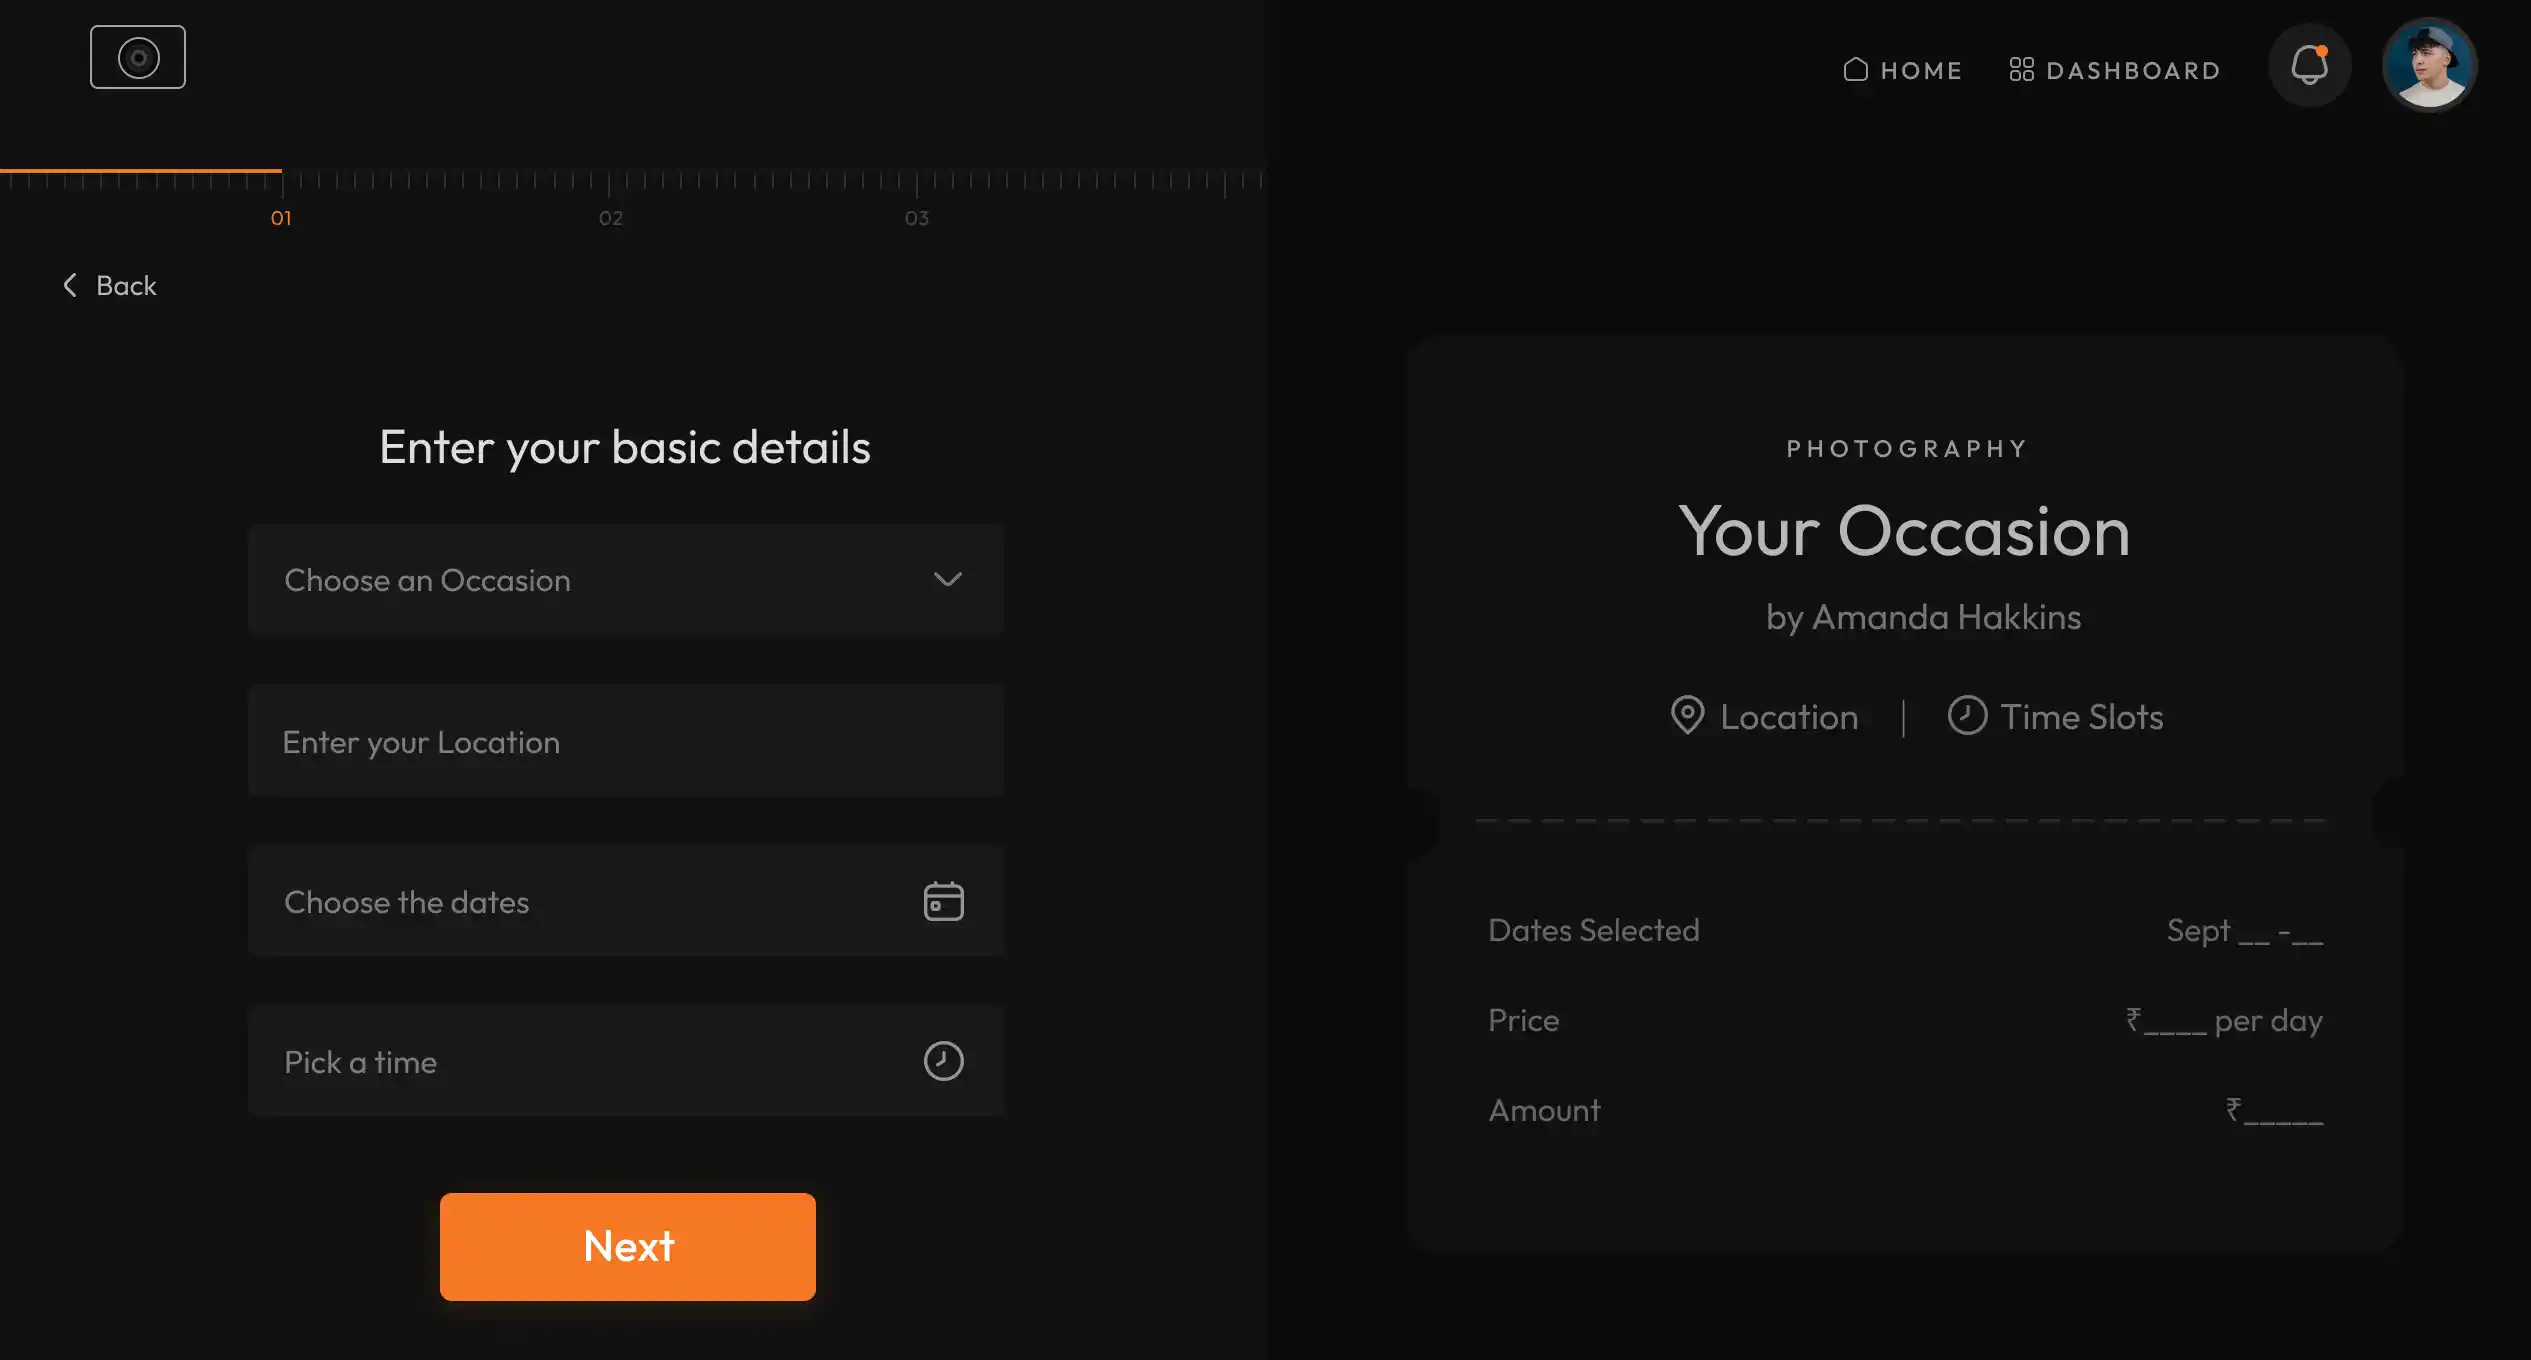 HOME
DASHBOARD
01
02
03
Back
Enter your basic details
Choose an Occasion
Enter your Location
Choose the dates
Pick a time
Next
PHOTOGRAPHY
Your Occasion
by Amanda Hakkins
Location | Time Slots
Dates Selected
Sept __ -__
Price
₹____ per day
Amount
₹_____